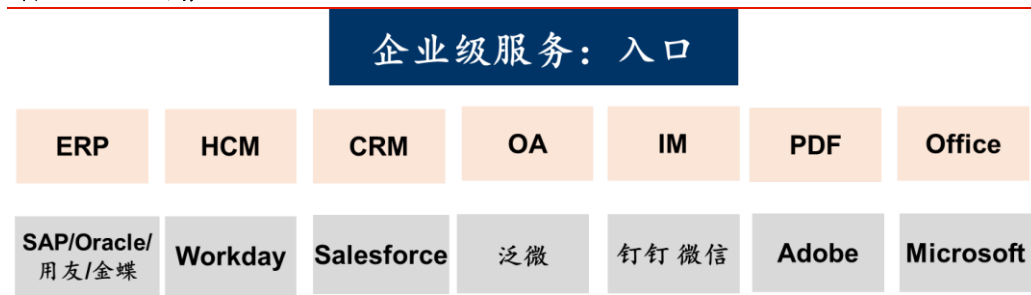 企业级服务：入口
ERP HCM CRM OA IM PDF Office
SAP/Oracle/
用友/金蝶 Workday Salesforce 泛微 钉钉 微信 Adobe Microsoft